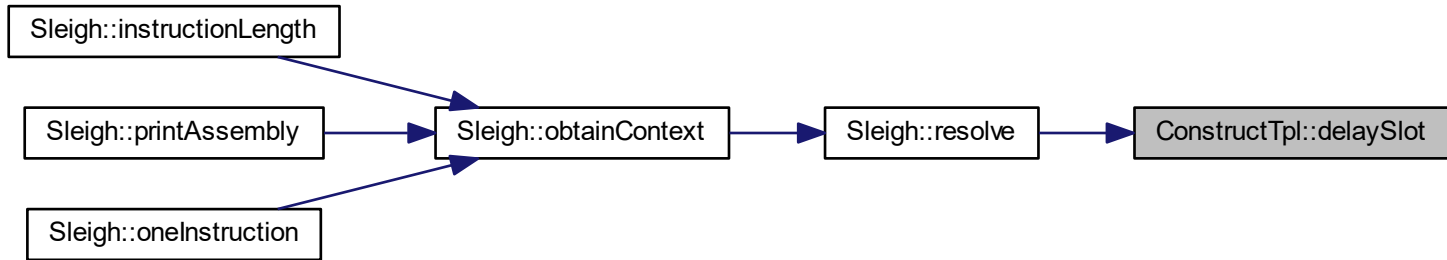 Sleigh::instructionLength
Sleigh::printAssembly
Sleigh::obtainContext
Sleigh::resolve
ConstructTpl::delaySlot
Sleigh::oneInstruction